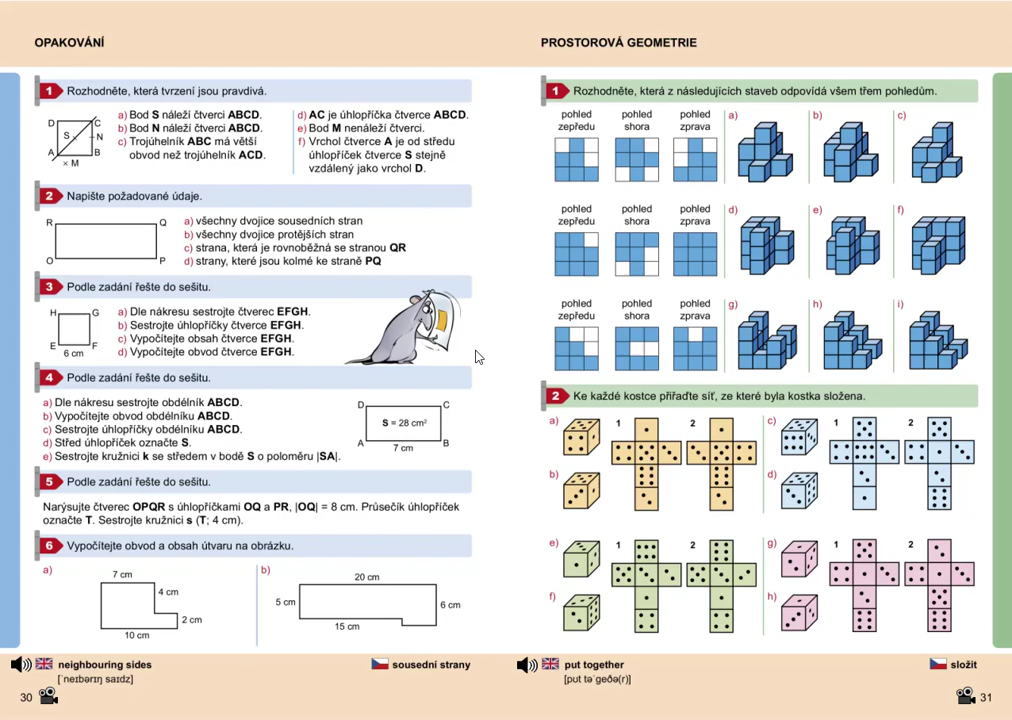 OPAKOVÁNÍ
1 Rozhodněte, která tvrzení jsou pravdivá.
D C
S N
A B
× M
a) Bod S náleží čtverci ABCD.
b) Bod N náleží čtverci ABCD.
c) Trojúhelník ABC má větší
obvod než trojúhelník ACD.
d) AC je úhlopříčka čtverce ABCD.
e) Bod M nenáleží čtverci.
f) Vrchol čtverce A je od středu
úhlopříček čtverce S stejně
vzdálený jako vrchol D.
2 Napište požadované údaje.
R Q
O P
a) všechny dvojice sousedních stran
b) všechny dvojice protějších stran
c) strana, která je rovnoběžná se stranou QR
d) strany, které jsou kolmé ke straně PQ
3 Podle zadání řešte do sešitu.
H G
E F
6 cm
a) Dle nákresu sestrojte čtverec EFGH.
b) Sestrojte úhlopříčky čtverce EFGH.
c) Vypočítejte obsah čtverce EFGH.
d) Vypočítejte obvod čtverce EFGH.
4 Podle zadání řešte do sešitu.
a) Dle nákresu sestrojte obdélník ABCD.
b) Vypočítejte obvod obdélníku ABCD.
c) Sestrojte úhlopříčky obdélníku ABCD.
d) Střed úhlopříček označte S.
e) Sestrojte kružnici k se středem v bodě S o poloměru |SA|.
D C
S = 28 cm²
A B
7 cm
5 Podle zadání řešte do sešitu.
Narýsujte čtverec OPQR s úhlopříčkami OQ a PR, |OQ| = 8 cm. Průsečík úhlopříček
označte T. Sestrojte kružnici s (T; 4 cm).
6 Vypočítejte obvod a obsah útvaru na obrázku.
a)
7 cm
4 cm
2 cm
10 cm
b)
20 cm
5 cm
6 cm
15 cm
neighbouring sides
[ˈneɪbərɪŋ saɪdz]
sousední strany
30
PROSTOROVÁ GEOMETRIE
1 Rozhodněte, která z následujících staveb odpovídá všem třem pohledům.
pohled zepředu
pohled shora
pohled zprava
a) b) c)
pohled zepředu
pohled shora
pohled zprava
d) e) f)
pohled zepředu
pohled shora
pohled zprava
g) h) i)
2 Ke každé kostce přiřaďte síť, ze které byla kostka složena.
a) 1 2
b)
c) 1 2
d)
e) 1 2
f)
g) 1 2
h)
put together
[pʊt təˈgeðə(r)]
složit
31